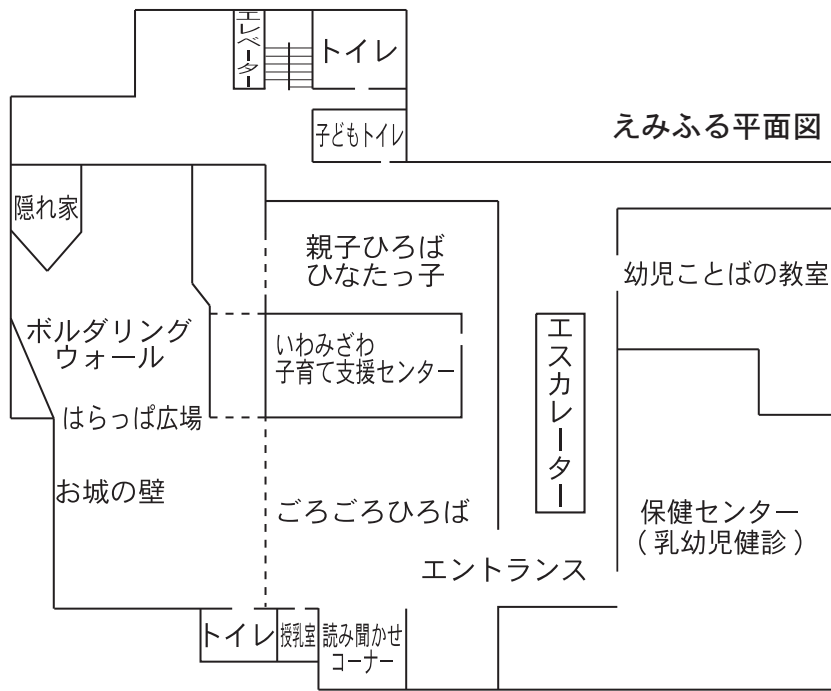 エレベーター
トイレ
子どもトイレ
えみふる平面図
隠れ家
親子ひろば
ひなたっ子
幼児ことばの教室
ボルダリング
ウォール
いわみざわ
子育て支援センター
エスカレーター
はらっぱ広場
お城の壁
ごろごろひろば
保健センター
（乳幼児健診）
エントランス
トイレ
授乳室
読み聞かせ
コーナー